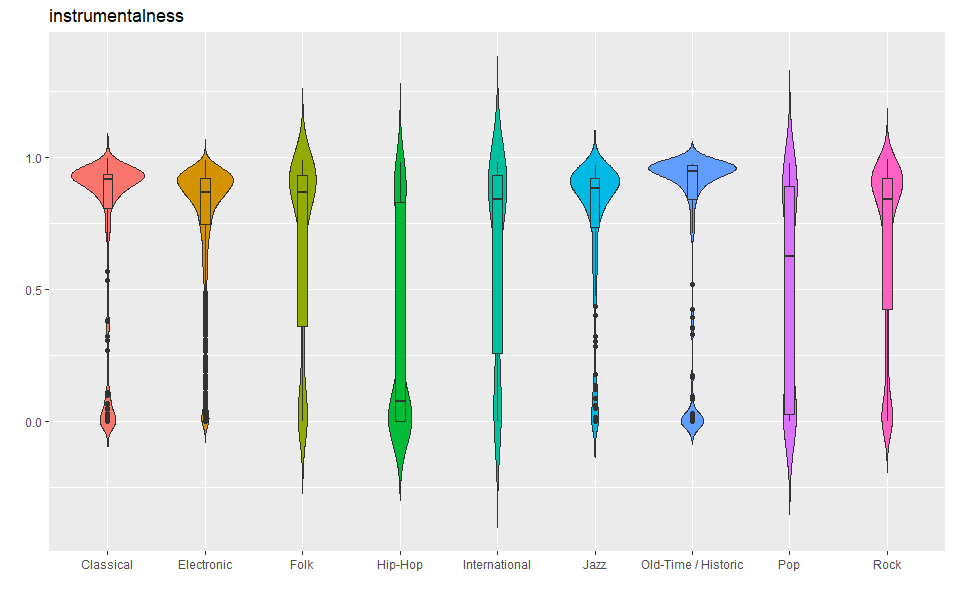 instrumentalness
1.0
0.5
0.0
Classical Electronic Folk Hip-Hop International Jazz Old-Time / Historic Pop Rock